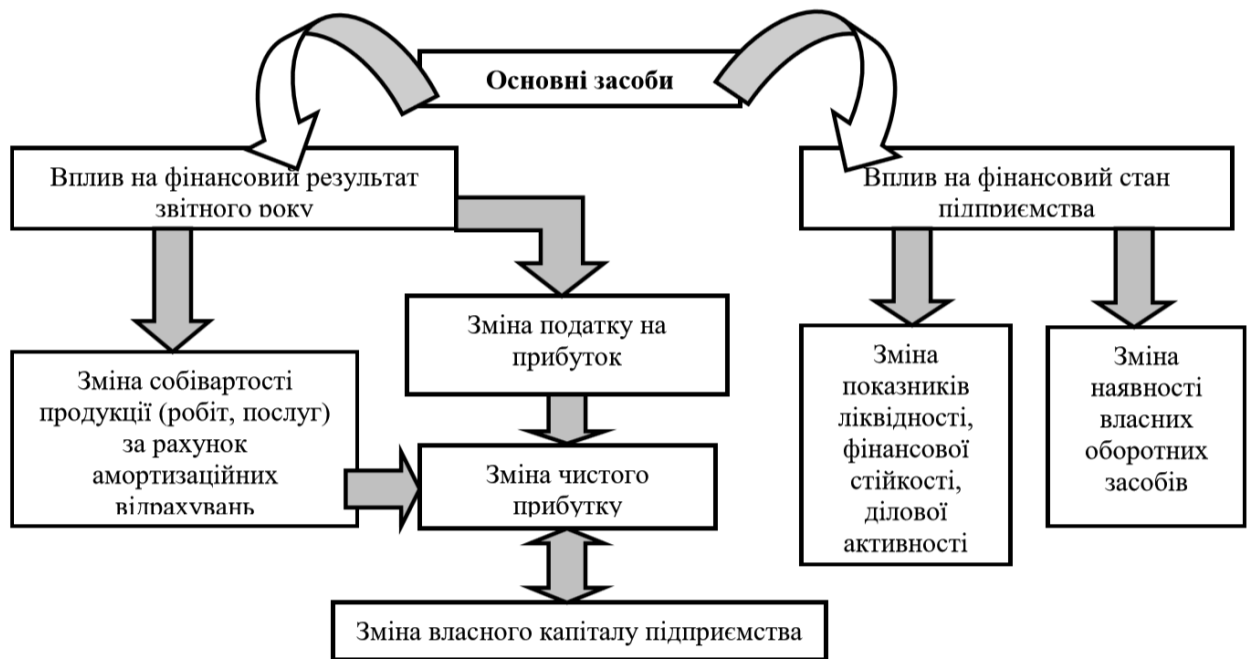 Основні засоби
Вплив на фінансовий результат
звітного року
Вплив на фінансовий стан
підприємства
Зміна податку на
прибуток
Зміна собівартості
продукції (робіт, послуг)
за рахунок
амортизаційних
відрахувань
Зміна чистого
прибутку
Зміна
показників
ліквідності,
фінансової
стійкості,
ділової
активності
Зміна
наявності
власних
оборотних
засобів
Зміна власного капіталу підприємства